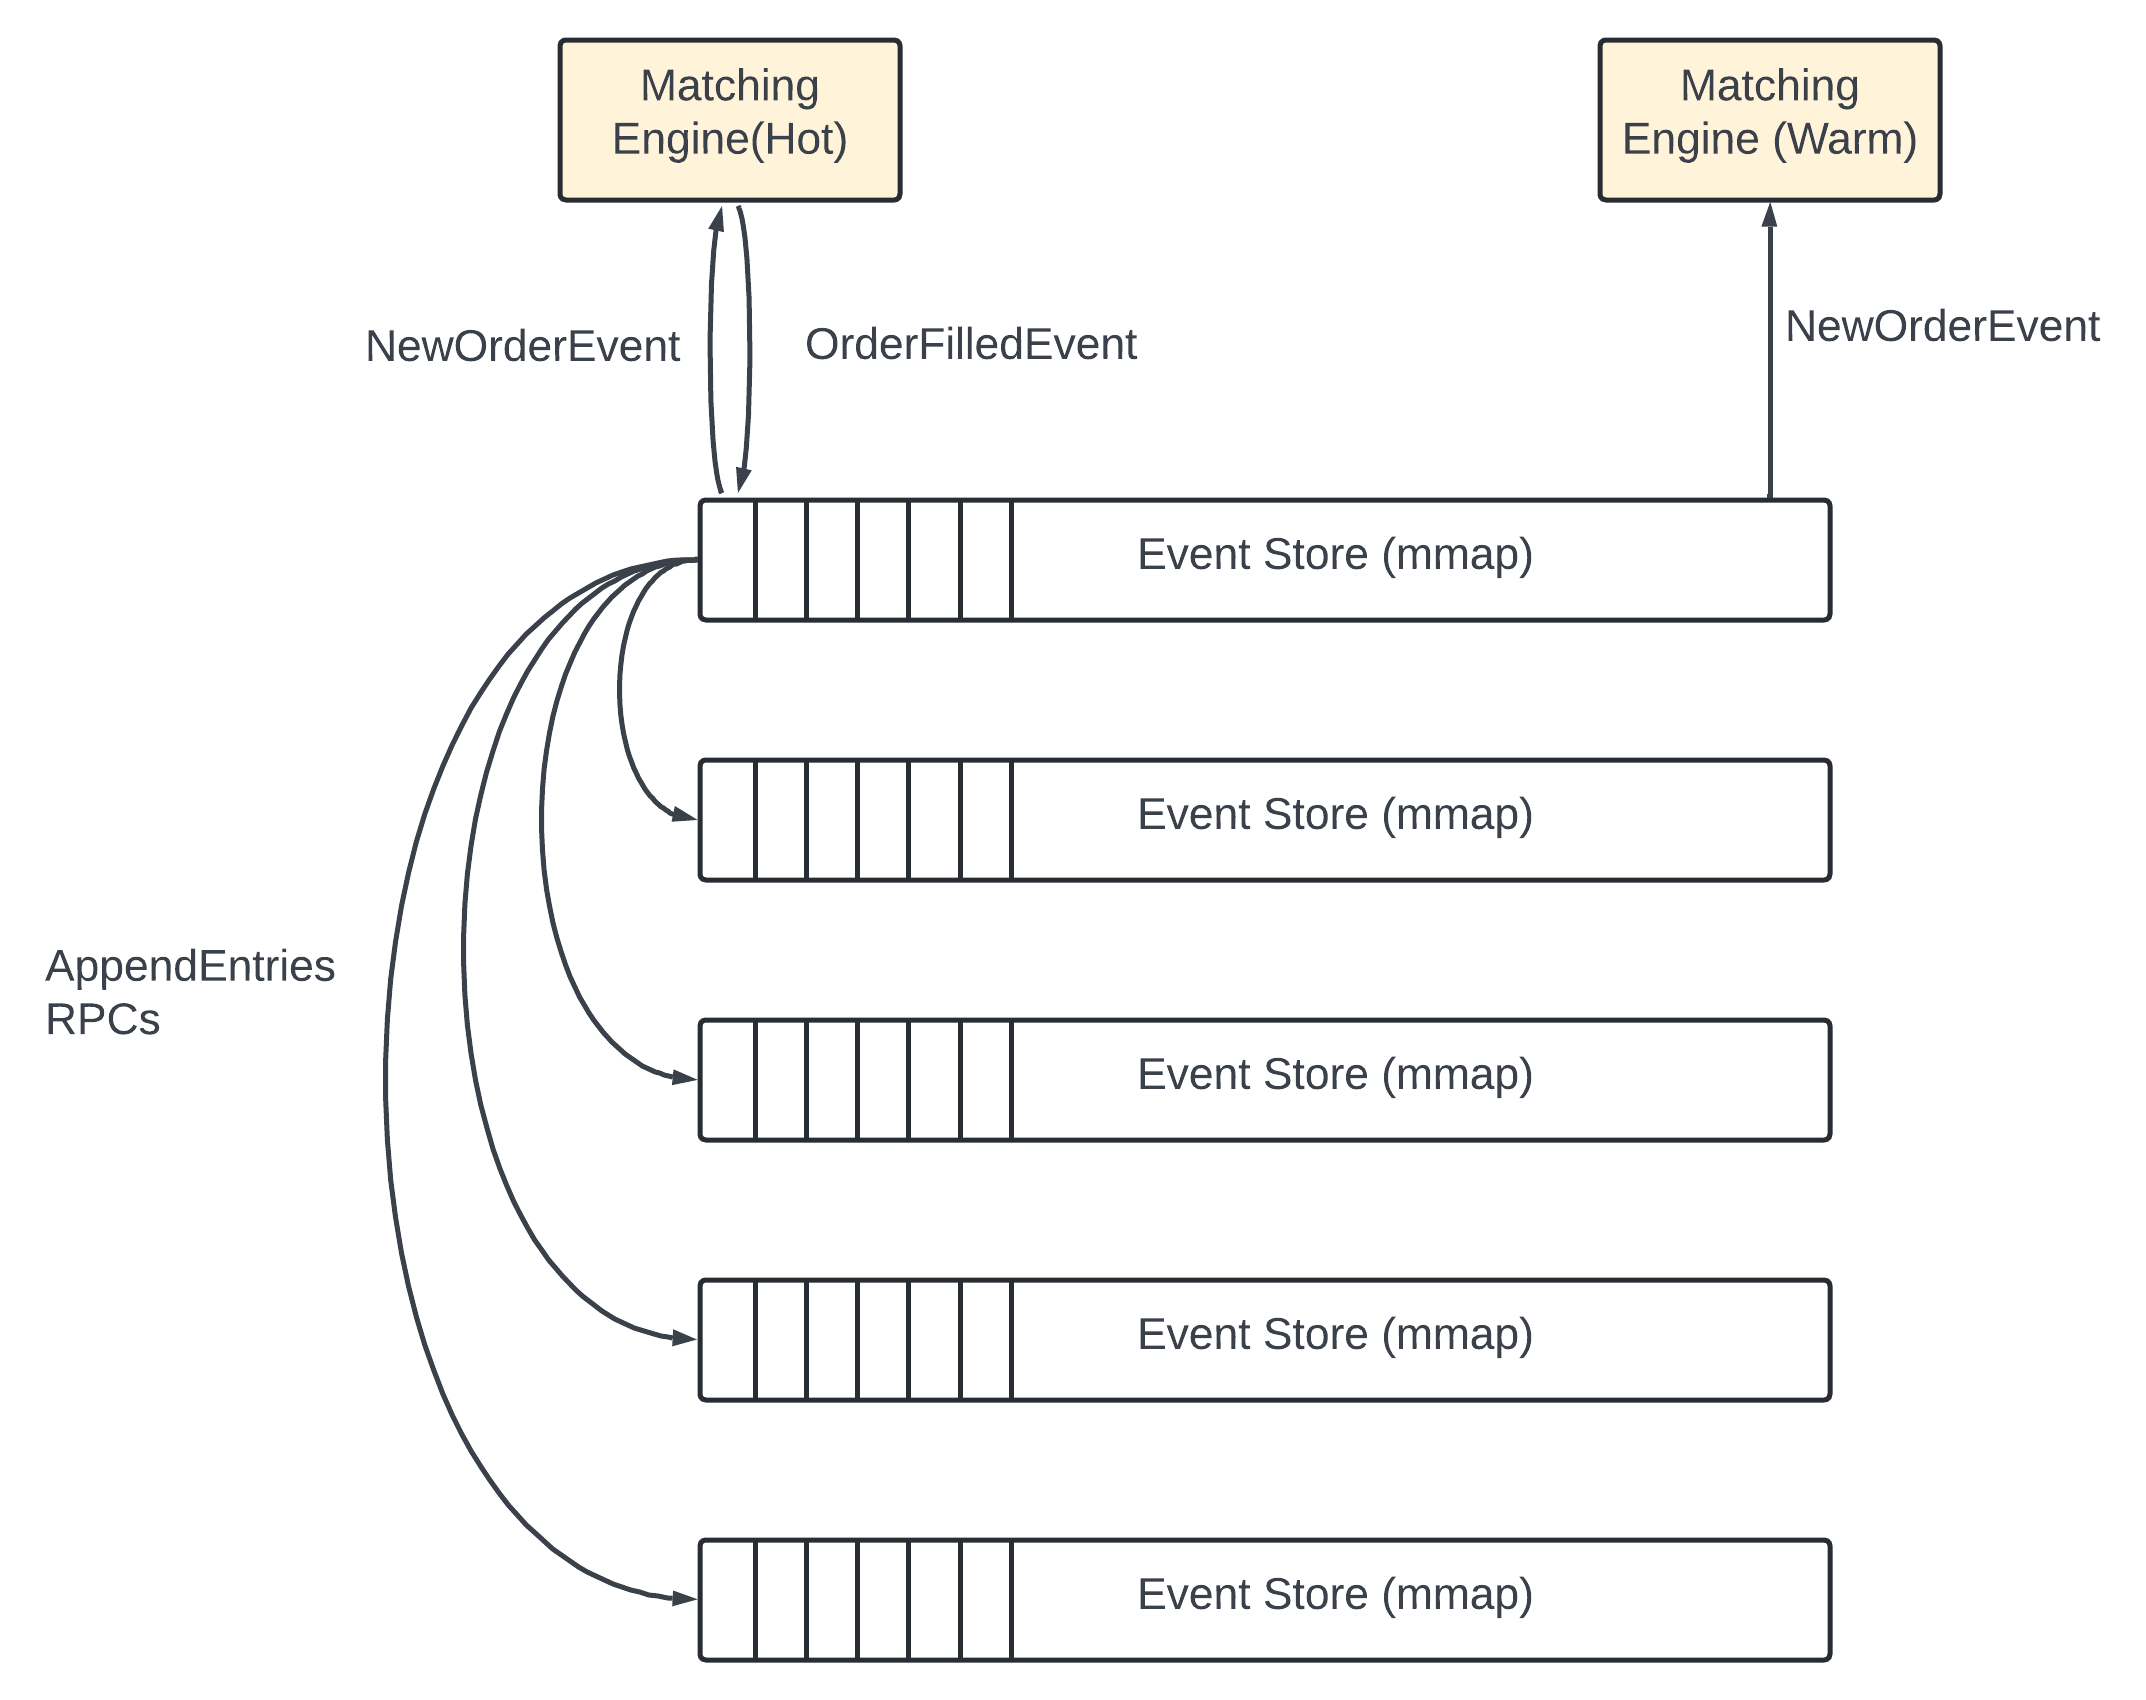 Matching
Engine(Hot)
Matching
Engine (Warm)
NewOrderEvent
OrderFilledEvent
NewOrderEvent
Event Store (mmap)
Event Store (mmap)
AppendEntries
RPCs
Event Store (mmap)
Event Store (mmap)
Event Store (mmap)